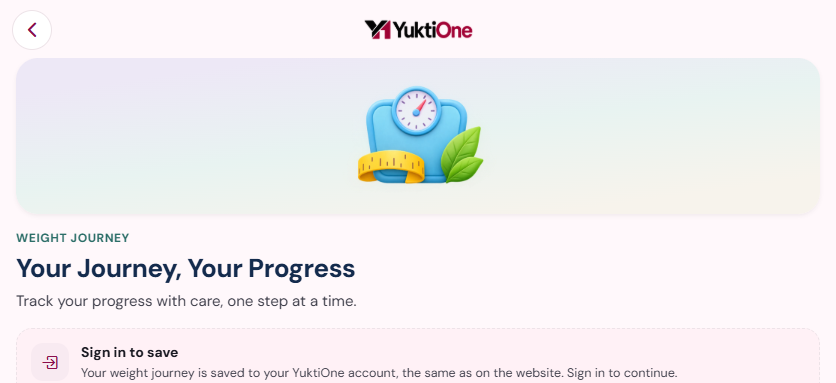 YuktiOne
WEIGHT JOURNEY
Your Journey, Your Progress
Track your progress with care, one step at a time.
Sign in to save
Your weight journey is saved to your YuktiOne account, the same as on the website. Sign in to continue.